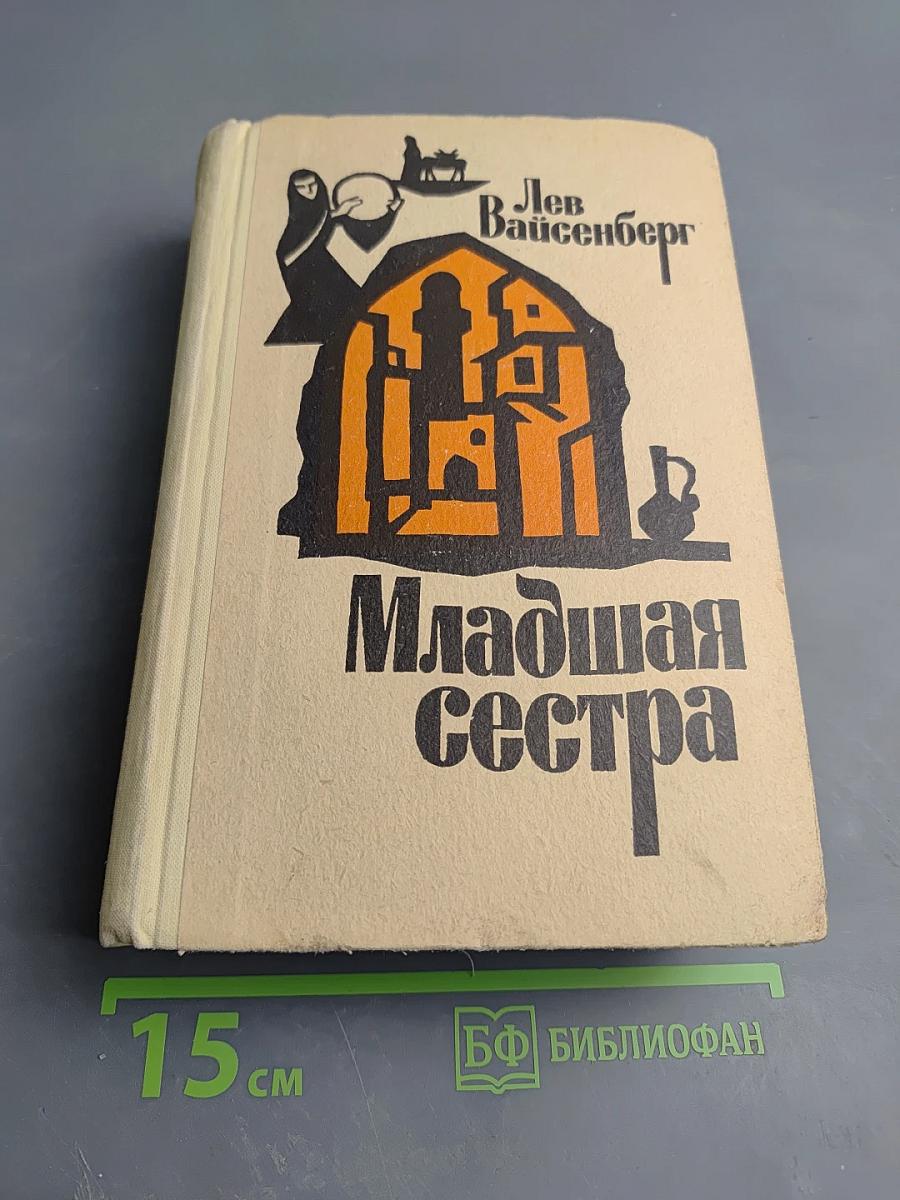 Лев
Вайсенберг
Младшая
сестра
15 см
БФ БИБЛИОФАН